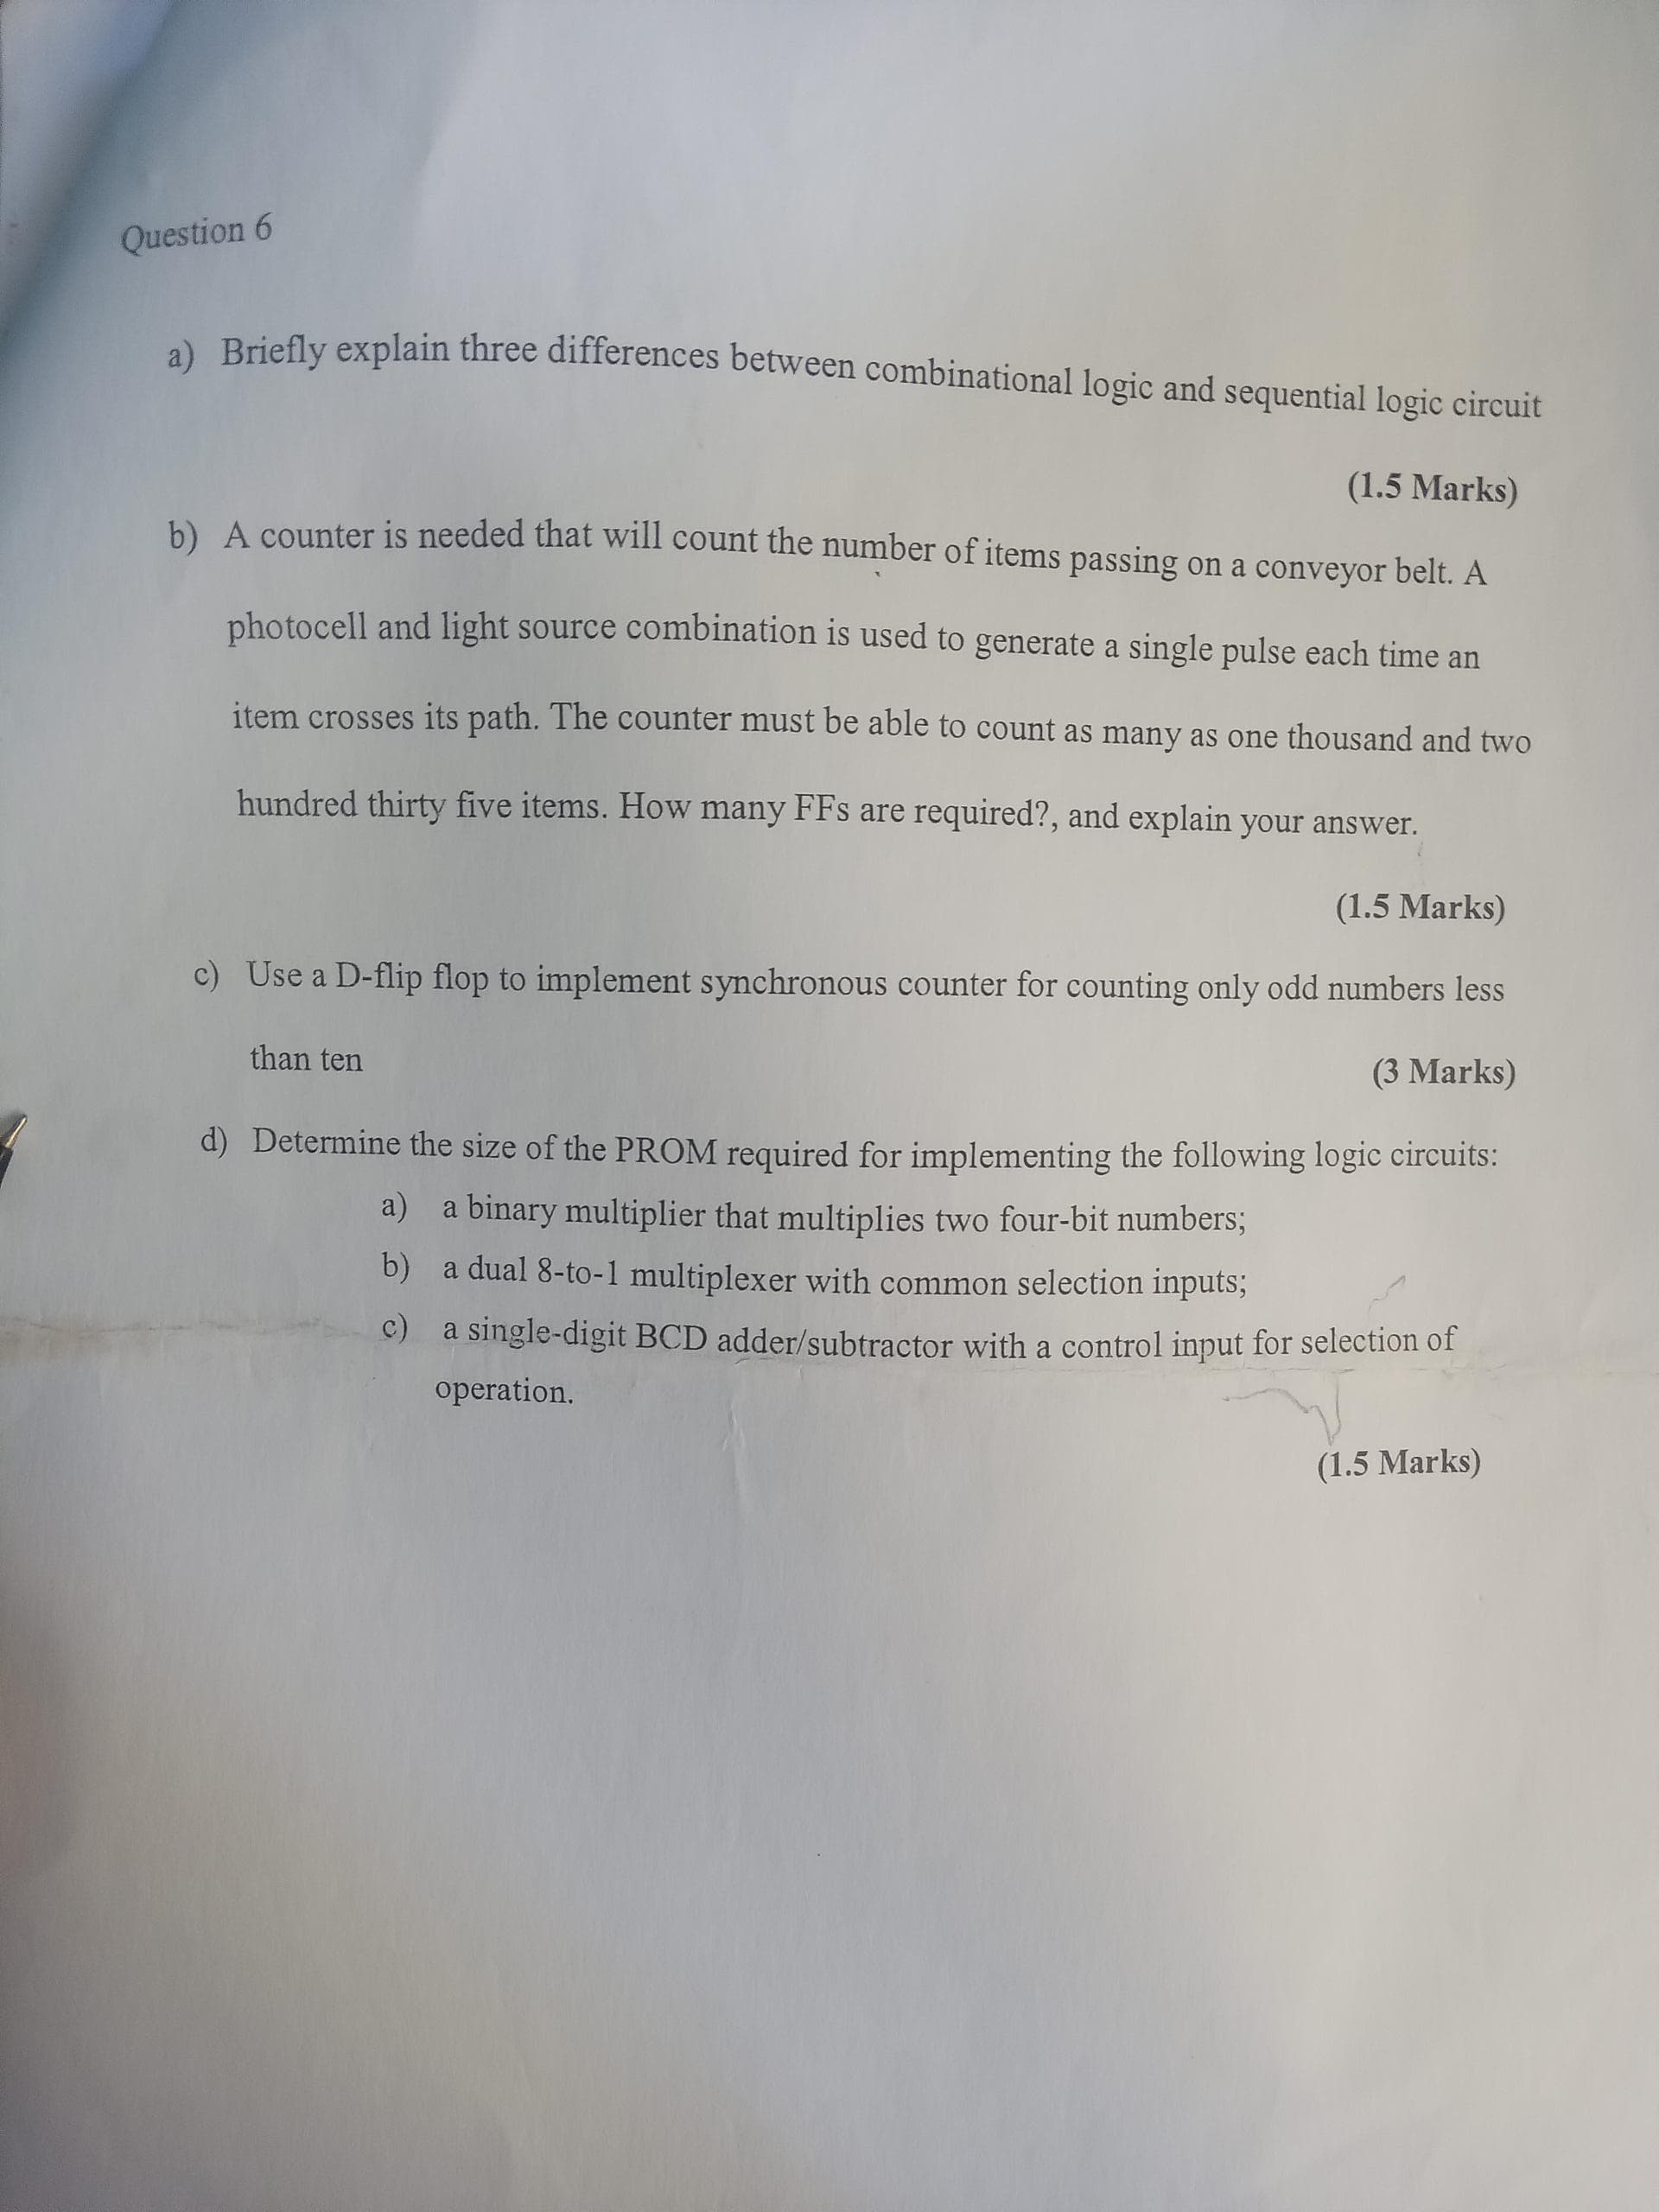 Question 6
a) Briefly explain three differences between combinational logic and sequential logic circuit
(1.5 Marks)
b) A counter is needed that will count the number of items passing on a conveyor belt. A
photocell and light source combination is used to generate a single pulse each time an
item crosses its path. The counter must be able to count as many as one thousand and two
hundred thirty five items. How many FFs are required?, and explain your answer.
(1.5 Marks)
c) Use a D-flip flop to implement synchronous counter for counting only odd numbers less
than ten (3 Marks)
d) Determine the size of the PROM required for implementing the following logic circuits:
a) a binary multiplier that multiplies two four-bit numbers;
b) a dual 8-to-1 multiplexer with common selection inputs;
c) a single-digit BCD adder/subtractor with a control input for selection of
operation.
(1.5 Marks)